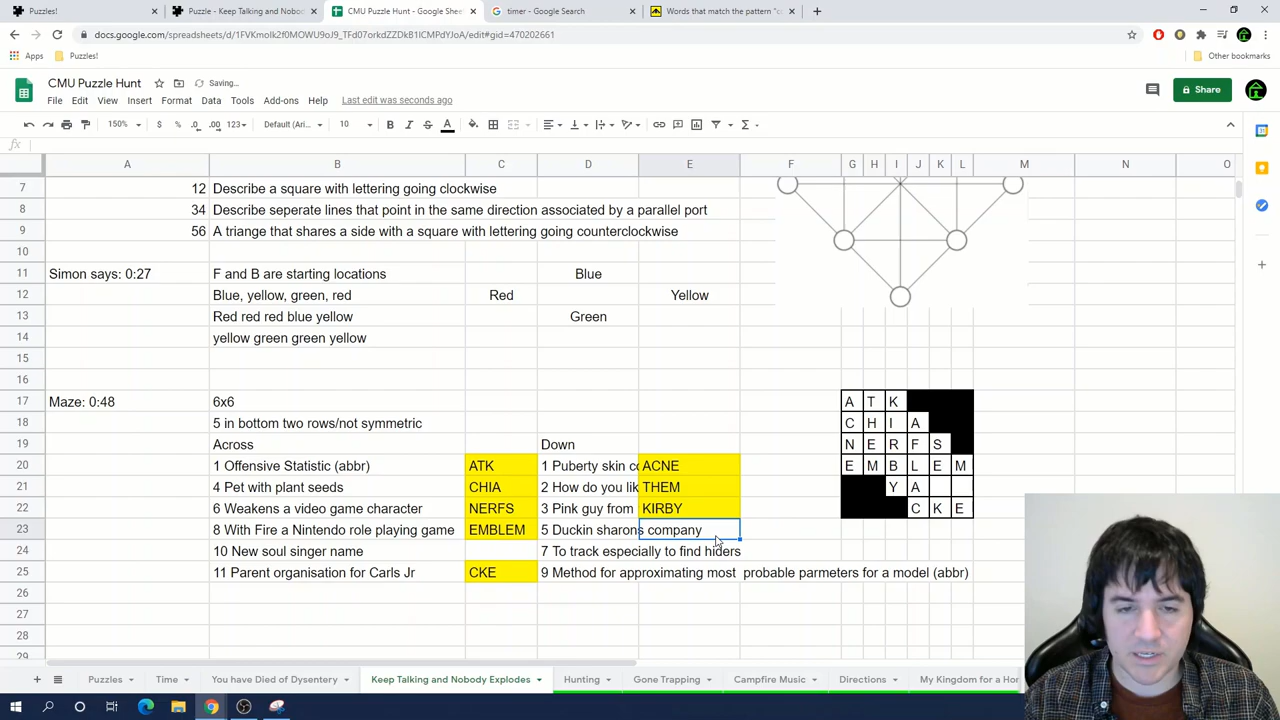 Puzzles!
Puzzle - Keep Talking and Nobod
CMU Puzzle Hunt - Google Shee
timer - Google Search
Words that match the pattern "c
docs.google.com/spreadsheets/d/1FVKmoIk2f0MOWU9oJ9_TFd07orkdZZDkB1ICMPdYJoA/edit#gid=470202661
Apps
Puzzles!
Other bookmarks
CMU Puzzle Hunt
Saving...
File
Edit
View
Insert
Format
Data
Tools
Add-ons
Help
Last edit was seconds ago
Share
150%
$
%
.0
.00
123
Default (Ari...
10
A
fx
A B C D E F G H I J K L M N O
7 12 Describe a square with lettering going clockwise
8 34 Describe seperate lines that point in the same direction associated by a parallel port
9 56 A triange that shares a side with a square with lettering going counterclockwise
10
11 Simon says: 0:27 F and B are starting locations Blue
12 Blue, yellow, green, red Red Yellow
13 Red red red blue yellow Green
14 yellow green green yellow
15
16
17 Maze: 0:48 6x6 A T K
18 5 in bottom two rows/not symmetric C H I A
19 Across Down N E R F S
20 1 Offensive Statistic (abbr) ATK 1 Puberty skin co ACNE E M B L E M
21 4 Pet with plant seeds CHIA 2 How do you lik THEM Y A
22 6 Weakens a video game character NERFS 3 Pink guy from KIRBY C K E
23 8 With Fire a Nintendo role playing game EMBLEM 5 Duckin sharons company
24 10 New soul singer name 7 To track especially to find hiders
25 11 Parent organisation for Carls Jr CKE 9 Method for approximating most probable parmeters for a model (abbr)
26
27
28
29
Puzzles
Time
You have Died of Dysentery
Keep Talking and Nobody Explodes
Hunting
Gone Trapping
Campfire Music
Directions
My Kingdom for a Hor